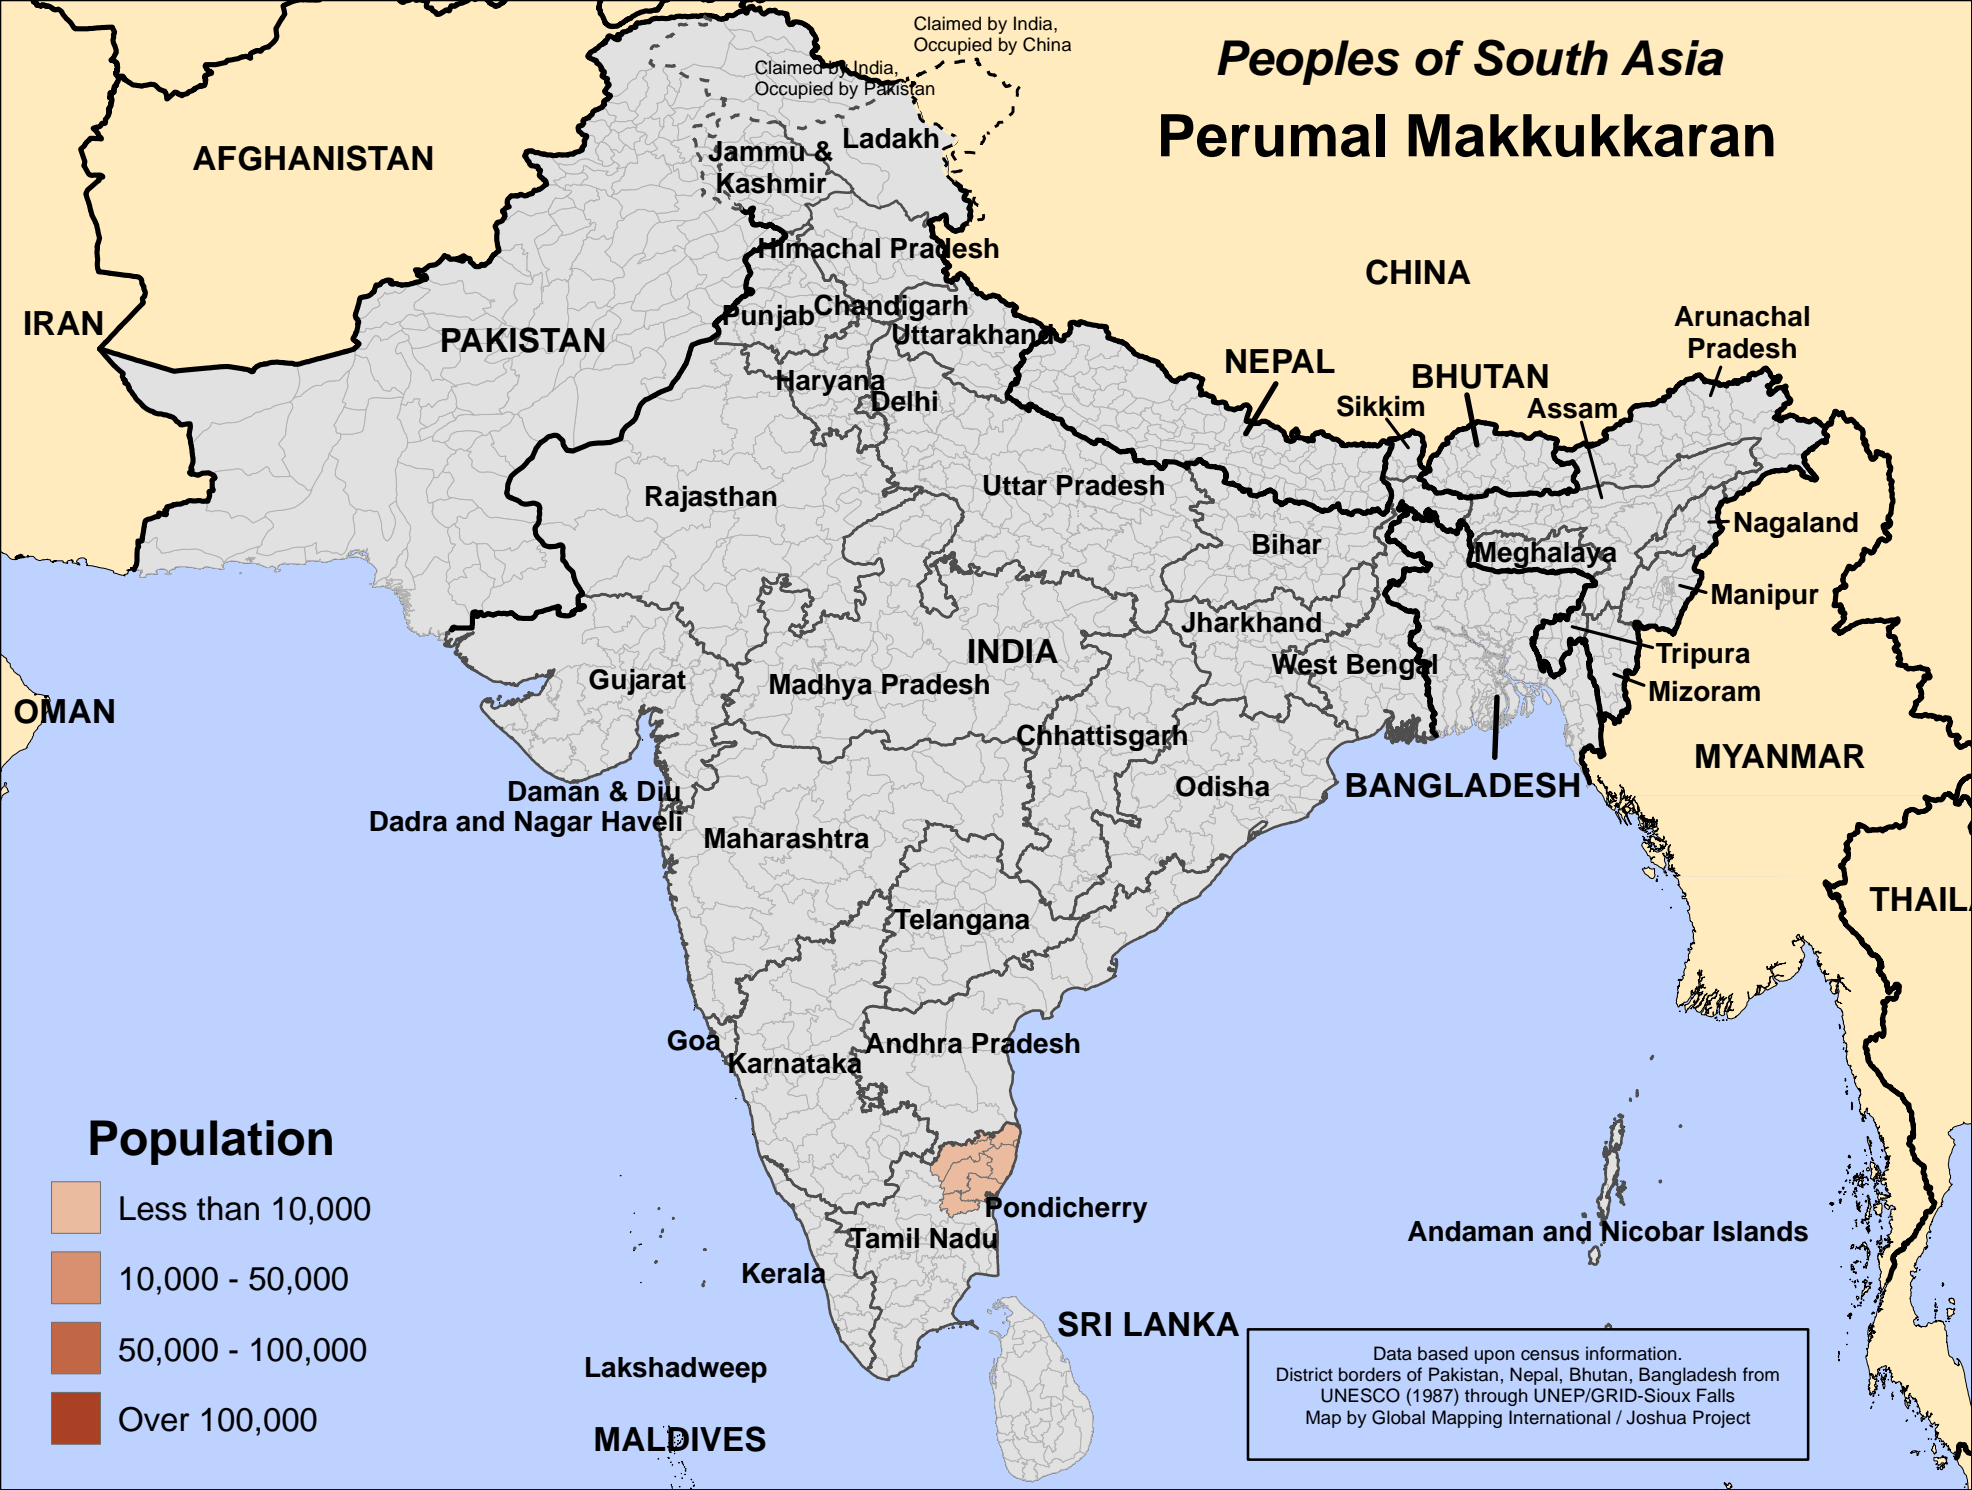 Claimed by India,
Occupied by China
Peoples of South Asia
Perumal Makkukkaran
Claimed by India,
Occupied by Pakistan
Ladakh
Jammu &
Kashmir
AFGHANISTAN
Himachal Pradesh
CHINA
IRAN
PAKISTAN
Punjab
Chandigarh
Uttarakhand
Arunachal
Pradesh
NEPAL
BHUTAN
Haryana
Delhi
Sikkim
Assam
Rajasthan
Uttar Pradesh
Nagaland
Bihar
Meghalaya
Manipur
Jharkhand
INDIA
Tripura
West Bengal
Gujarat
Madhya Pradesh
Mizoram
OMAN
Chhattisgarh
MYANMAR
Odisha
BANGLADESH
Daman & Diu
Dadra and Nagar Haveli
Maharashtra
THAIL
Telangana
Goa
Andhra Pradesh
Karnataka
Population
Less than 10,000
10,000 - 50,000
50,000 - 100,000
Over 100,000
Pondicherry
Tamil Nadu
Andaman and Nicobar Islands
Kerala
SRI LANKA
Lakshadweep
MALDIVES
Data based upon census information.
District borders of Pakistan, Nepal, Bhutan, Bangladesh from
UNESCO (1987) through UNEP/GRID-Sioux Falls
Map by Global Mapping International / Joshua Project